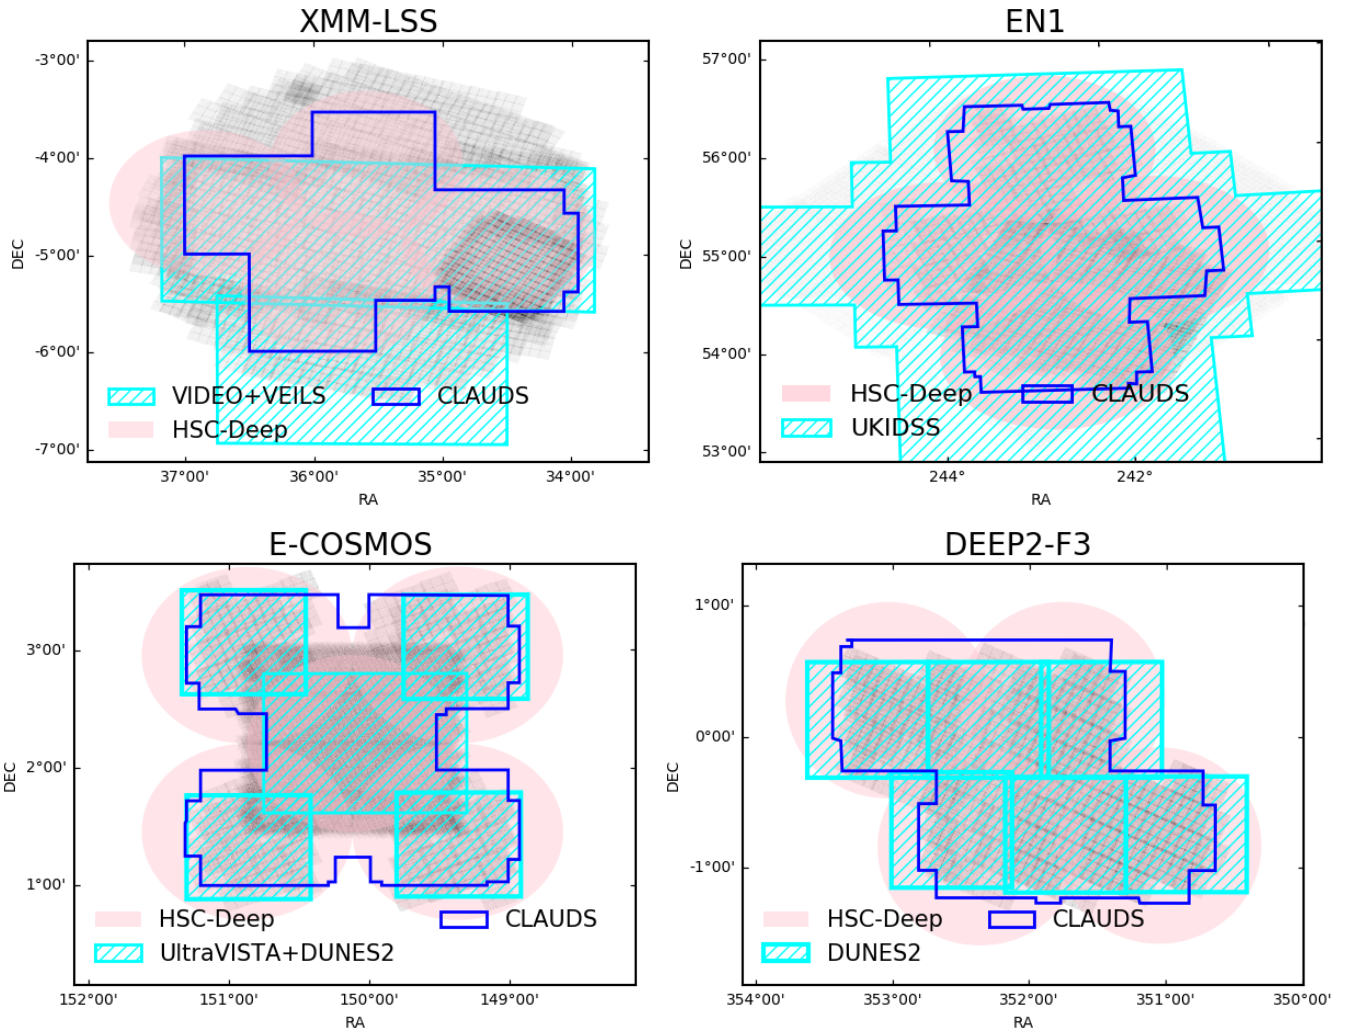 XMM-LSS
EN1
-3°00'
-4°00'
-5°00'
-6°00'
-7°00'
DEC
VIDEO+VEILS
CLAUDS
HSC-Deep
37°00' 36°00' 35°00' 34°00'
RA
57°00'
56°00'
55°00'
54°00'
53°00'
DEC
HSC-Deep
CLAUDS
UKIDSS
244° 242°
RA
E-COSMOS
DEEP2-F3
3°00'
2°00'
1°00'
DEC
HSC-Deep
CLAUDS
UltraVISTA+DUNES2
152°00' 151°00' 150°00' 149°00'
RA
1°00'
0°00'
-1°00'
DEC
HSC-Deep
CLAUDS
DUNES2
354°00' 353°00' 352°00' 351°00' 350°00'
RA